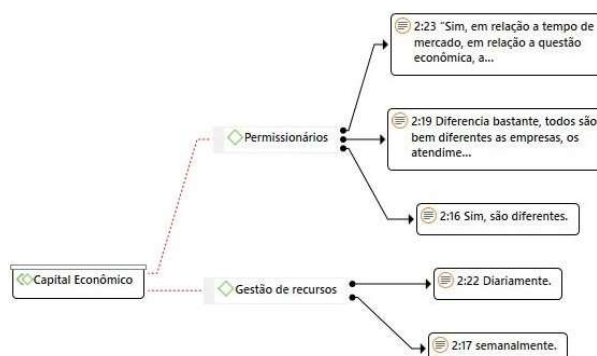 2:23 "Sim, em relação a tempo de
mercado, em relação a questão
econômica, a...
Permissionários
2:19 Diferencia bastante, todos são
bem diferentes as empresas, os
atendime...
2:16 Sim, são diferentes.
Capital Econômico
Gestão de recursos
2:22 Diariamente.
2:17 semanalmente.